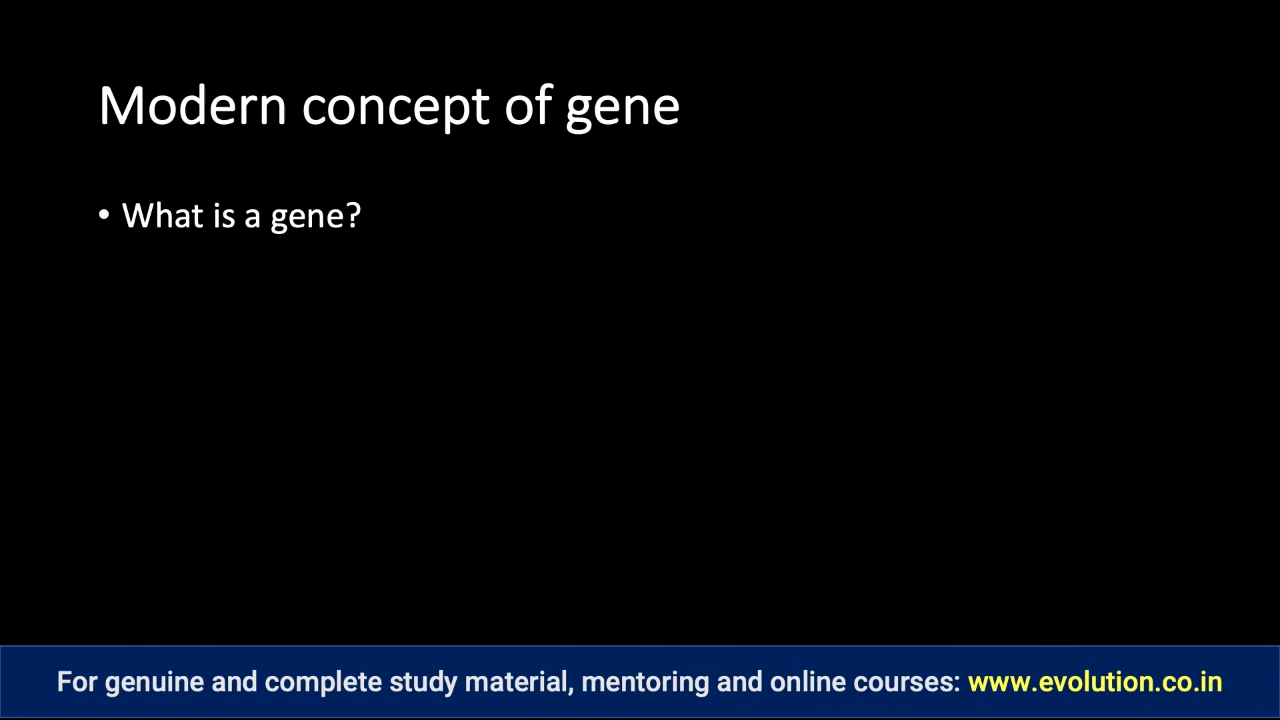 Modern concept of gene
• What is a gene?
For genuine and complete study material, mentoring and online courses: www.evolution.co.in